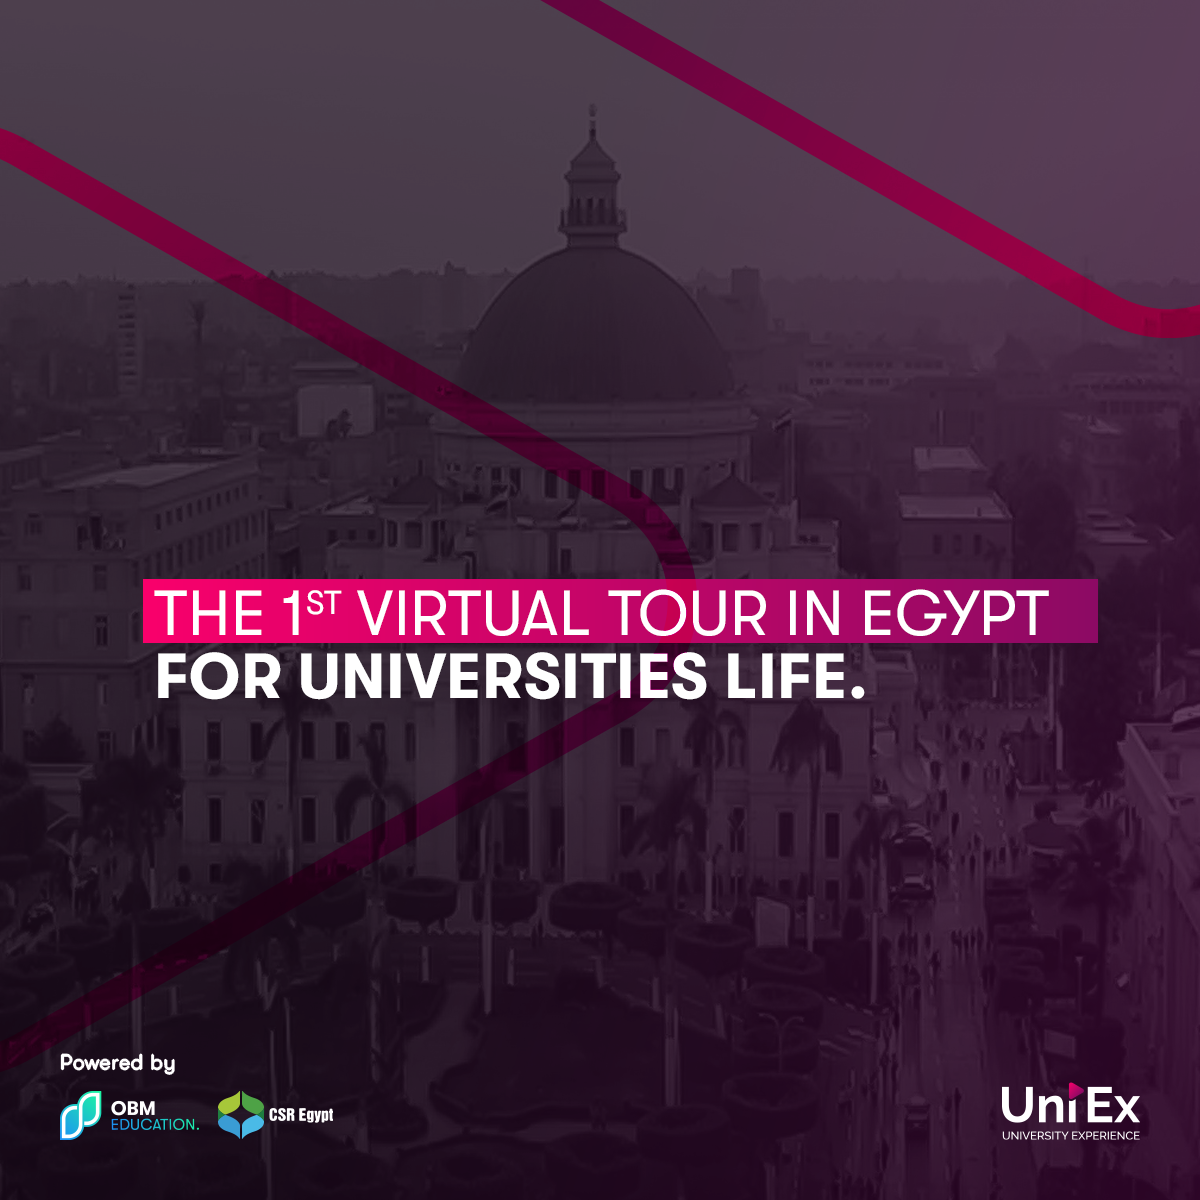 THE 1ST VIRTUAL TOUR IN EGYPT
FOR UNIVERSITIES LIFE.
Powered by
OBM
EDUCATION.
CSR Egypt
UniEx
UNIVERSITY EXPERIENCE